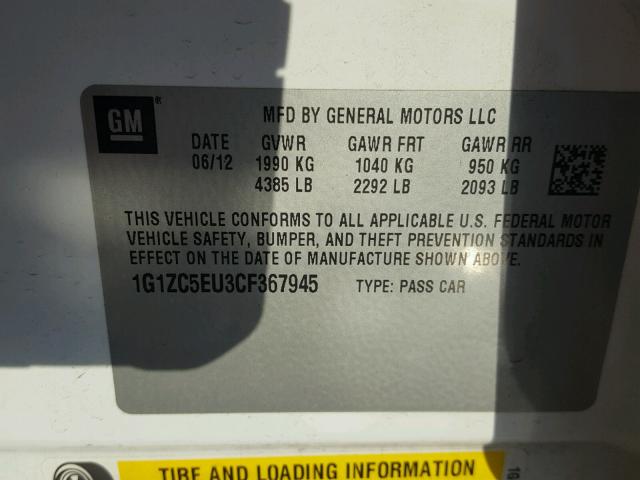 GM
MFD BY GENERAL MOTORS LLC
DATE GVWR GAWR FRT GAWR RR
06/12 1990 KG 1040 KG 950 KG
4385 LB 2292 LB 2093 LB
THIS VEHICLE CONFORMS TO ALL APPLICABLE U.S. FEDERAL MOTOR
VEHICLE SAFETY, BUMPER, AND THEFT PREVENTION STANDARDS IN
EFFECT ON THE DATE OF MANUFACTURE SHOWN ABOVE.
1G1ZC5EU3CF367945 TYPE: PASS CAR
TIRE AND LOADING INFORMATION